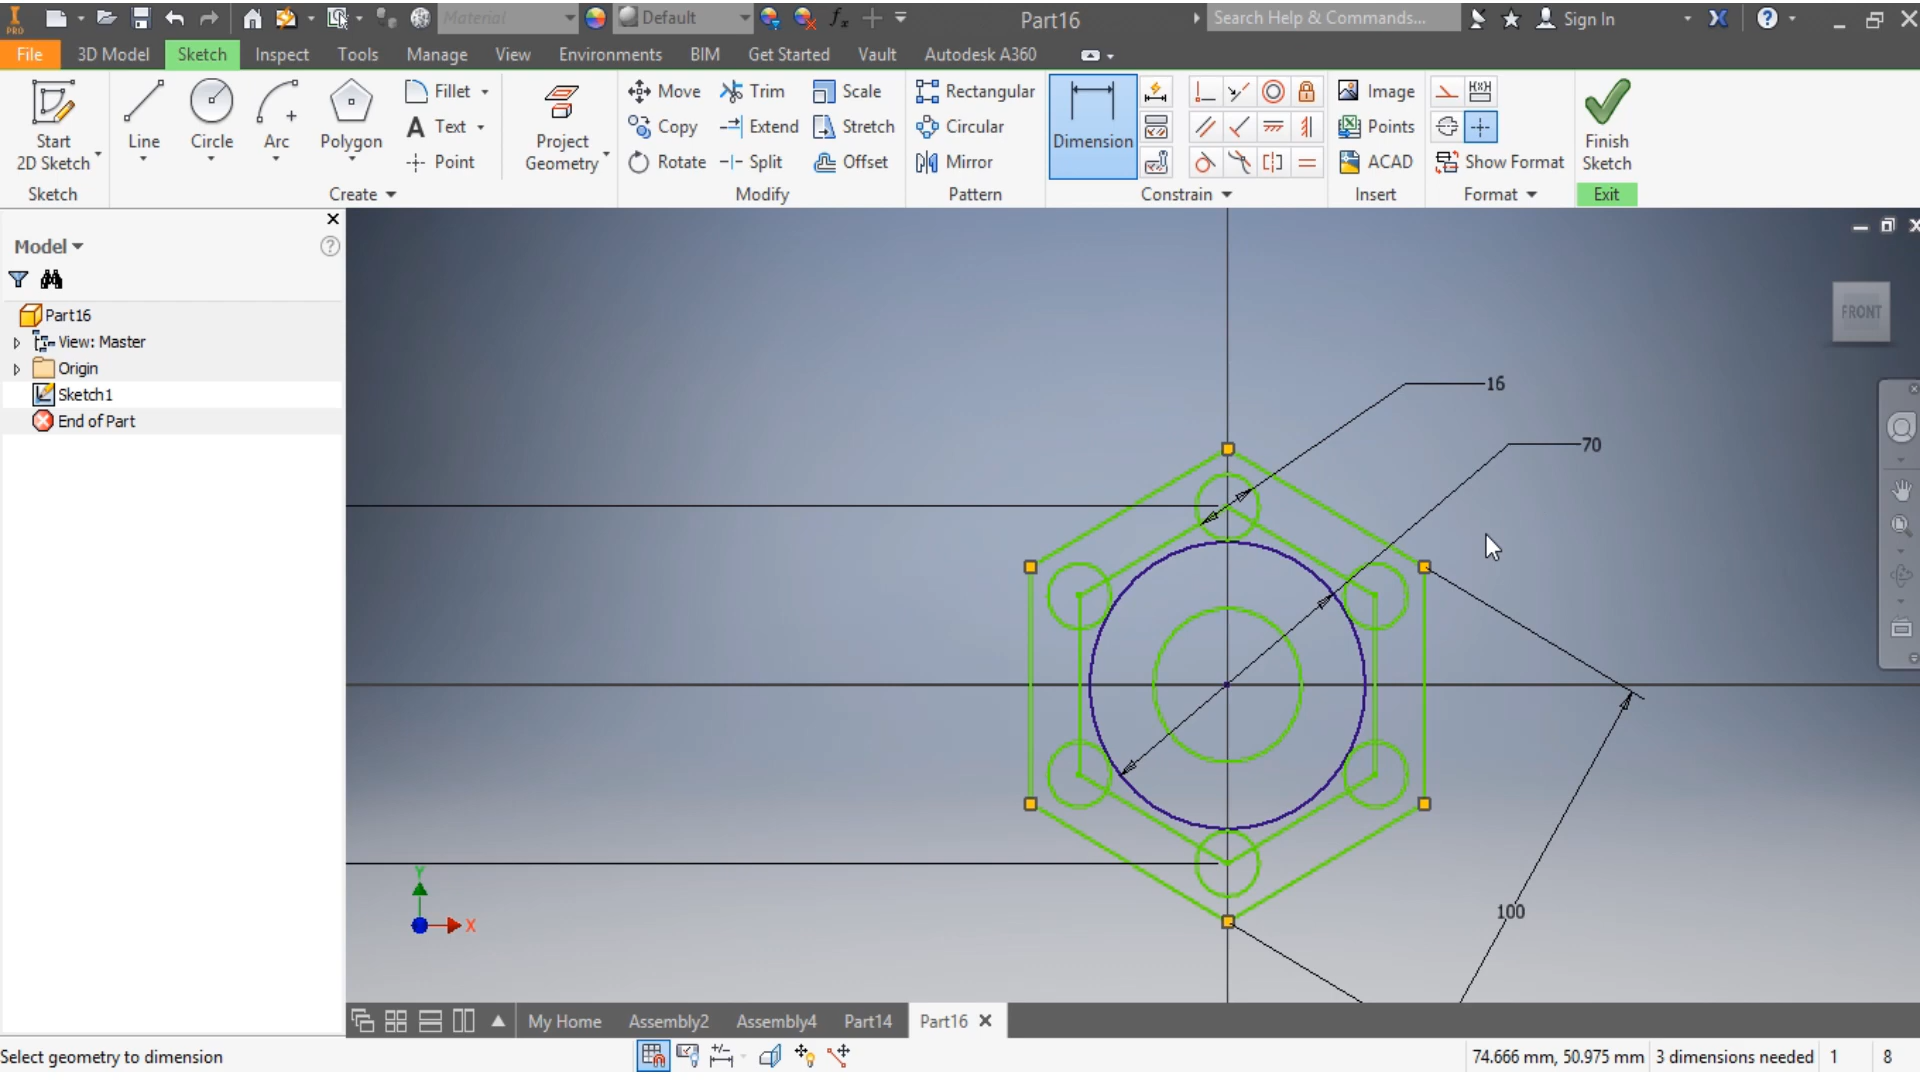 I PRO Material Default fx Part16 Search Help & Commands... Sign In
File 3D Model Sketch Inspect Tools Manage View Environments BIM Get Started Vault Autodesk A360
Start
2D Sketch
Line
Circle
Arc
Polygon
Fillet
A Text
Point
Project
Geometry
Move
Copy
Rotate
Trim
Extend
Split
Scale
Stretch
Offset
Rectangular
Circular
Mirror
Dimension
Image
Points
ACAD
Show Format
Finish
Sketch
Sketch Create Modify Pattern Constrain Insert Format Exit
Model
Part16
View: Master
Origin
Sketch1
End of Part
FRONT
16
70
100
Y
X
My Home Assembly2 Assembly4 Part14 Part16
Select geometry to dimension
74.666 mm, 50.975 mm 3 dimensions needed 1 8